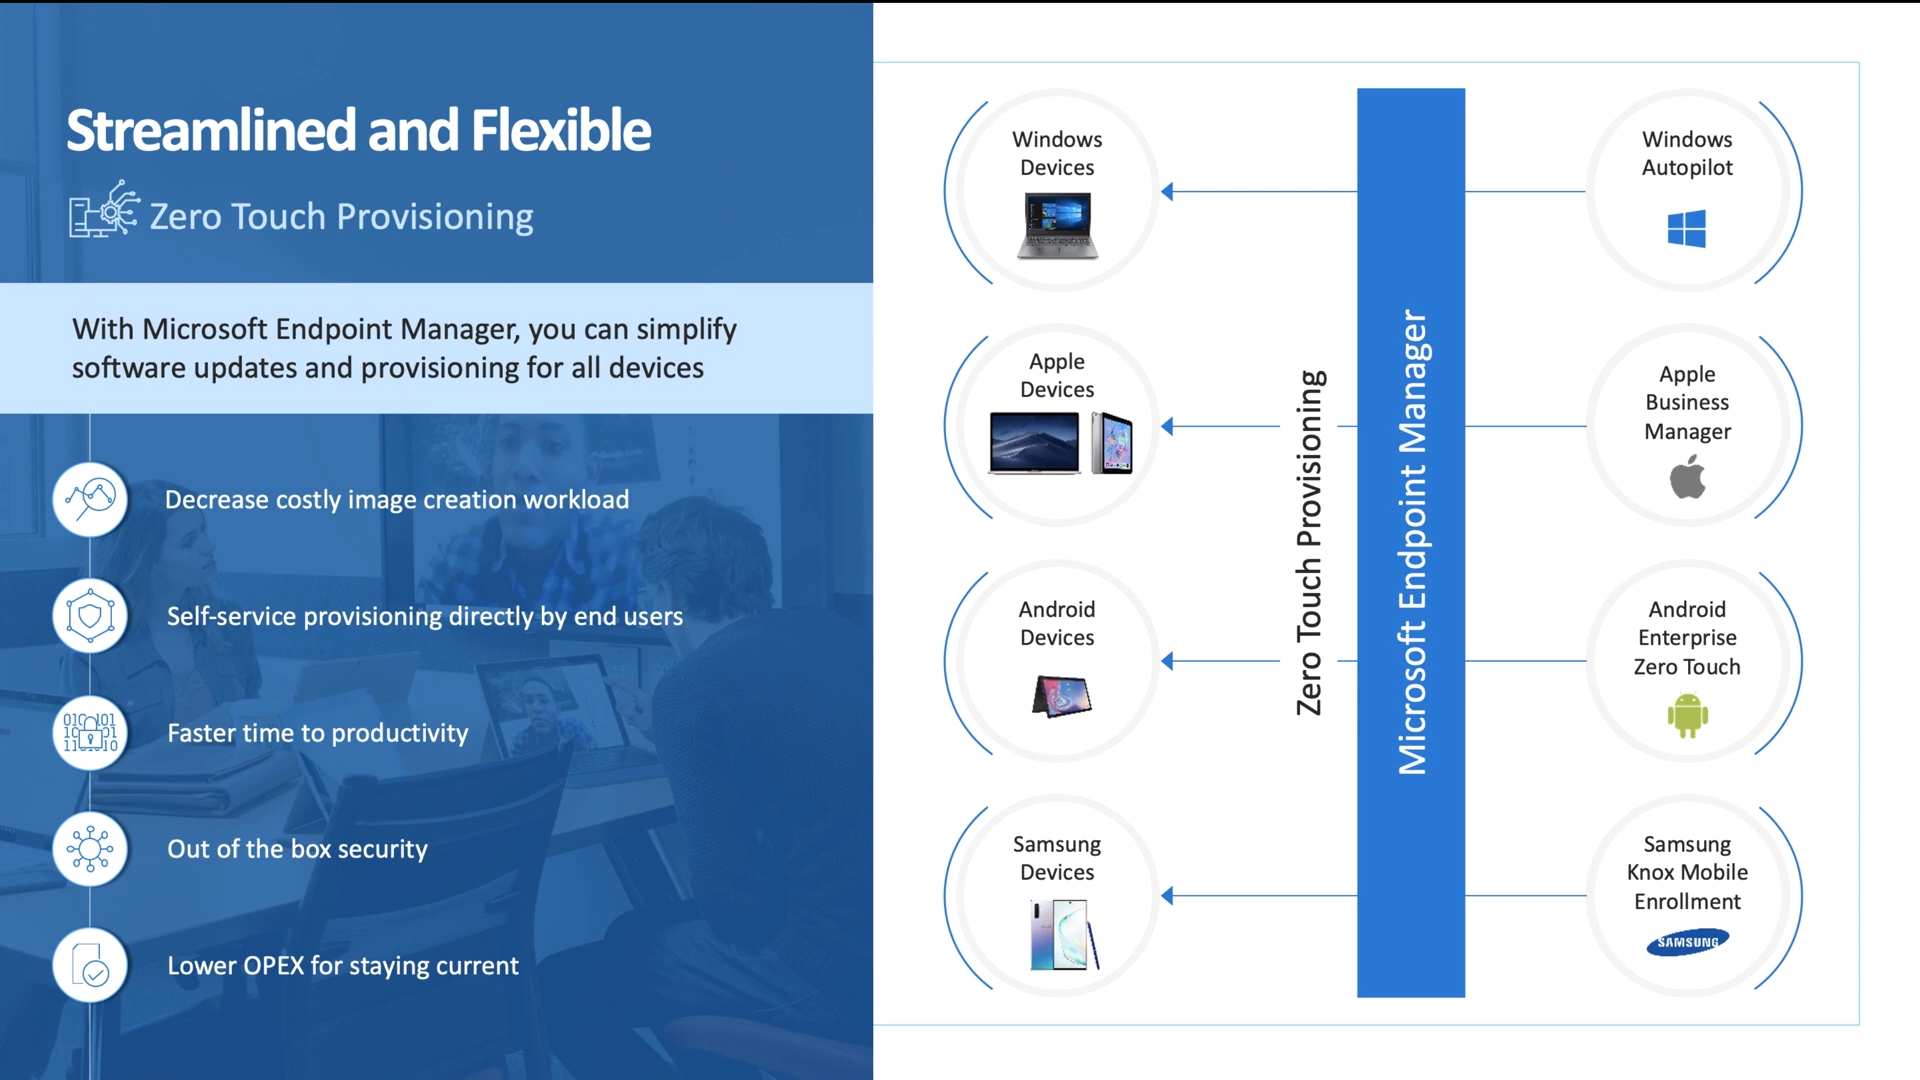 Streamlined and Flexible
Zero Touch Provisioning
With Microsoft Endpoint Manager, you can simplify
software updates and provisioning for all devices
Decrease costly image creation workload
Self-service provisioning directly by end users
Faster time to productivity
Out of the box security
Lower OPEX for staying current
Windows
Devices
Apple
Devices
Android
Devices
Samsung
Devices
Zero Touch Provisioning
Microsoft Endpoint Manager
Windows
Autopilot
Apple
Business
Manager
Android
Enterprise
Zero Touch
Samsung
Knox Mobile
Enrollment
SAMSUNG